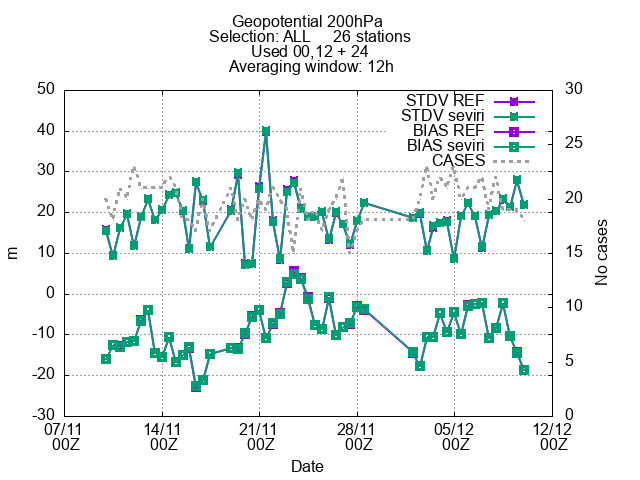 Geopotential 200hPa
Selection: ALL     26 stations
Used 00,12 + 24
Averaging window: 12h
50
40
30
20
10
0
-10
-20
-30
m
30
25
20
15
10
5
0
No cases
STDV REF
STDV seviri
BIAS REF
BIAS seviri
CASES
07/11 14/11 21/11 28/11 05/12 12/12
00Z 00Z 00Z 00Z 00Z 00Z
Date